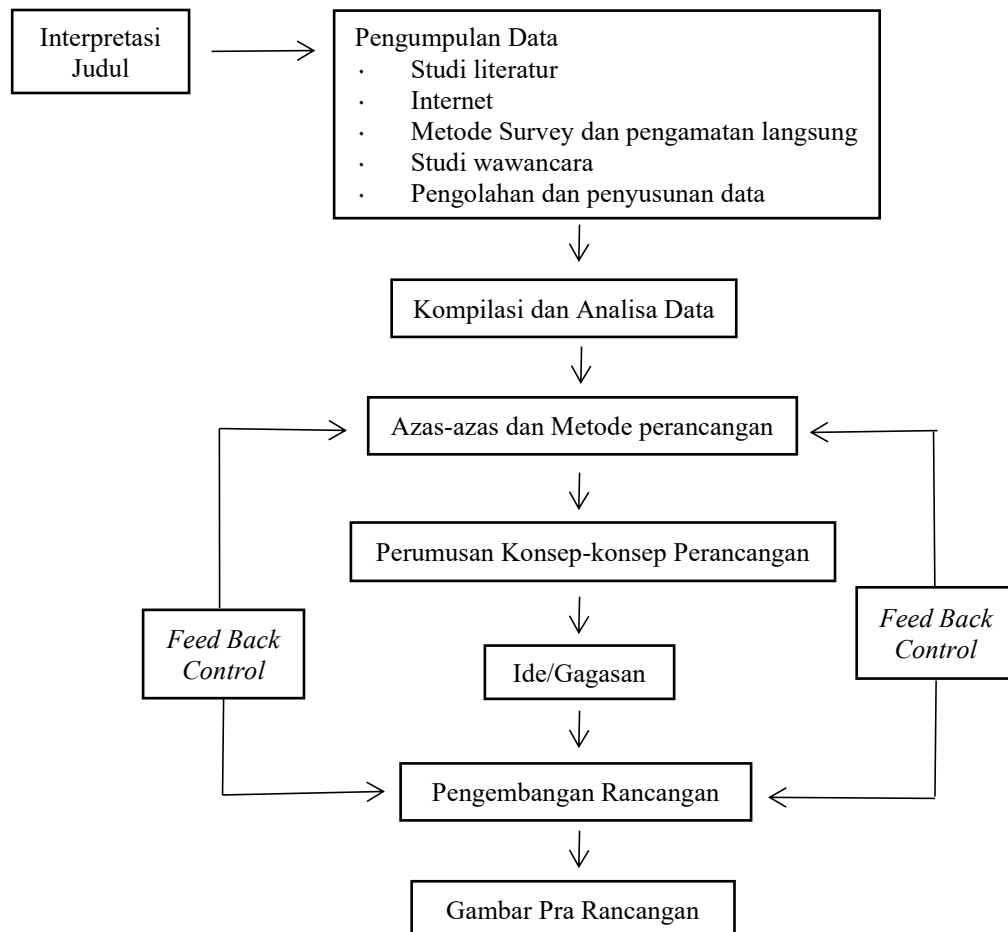 Interpretasi
Judul
Pengumpulan Data
· Studi literatur
· Internet
· Metode Survey dan pengamatan langsung
· Studi wawancara
· Pengolahan dan penyusunan data
Kompilasi dan Analisa Data
Azas-azas dan Metode perancangan
Perumusan Konsep-konsep Perancangan
Feed Back
Control
Feed Back
Control
Ide/Gagasan
Pengembangan Rancangan
Gambar Pra Rancangan